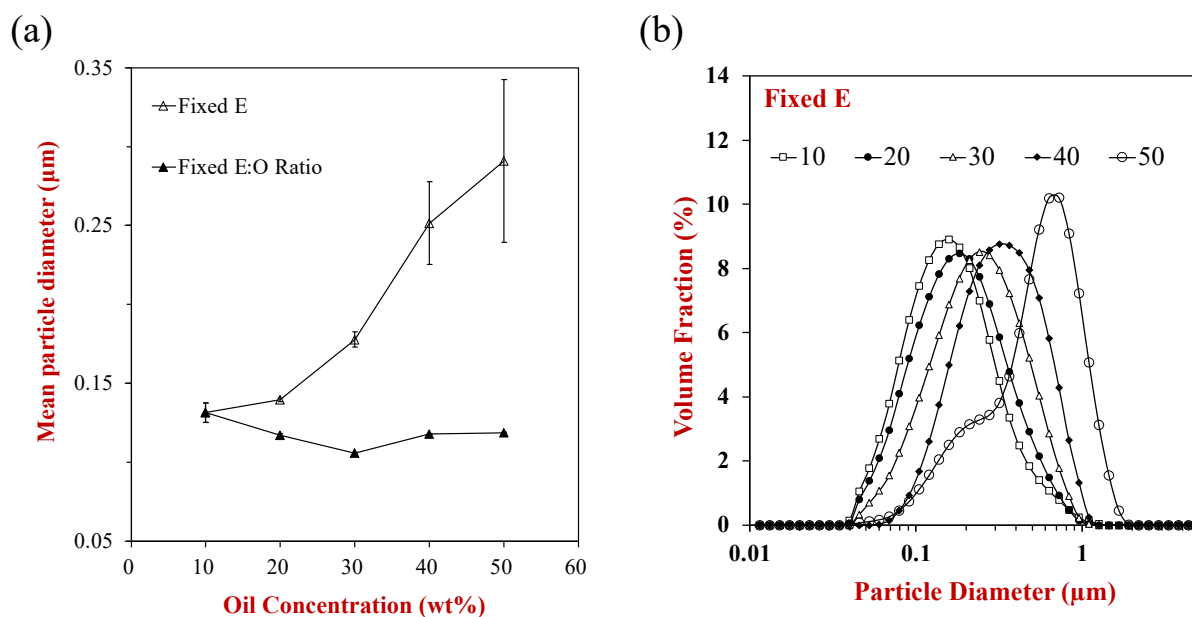 (a)
0.35
0.25
0.15
0.05
Mean particle diameter (µm)
Fixed E
Fixed E:O Ratio
0 10 20 30 40 50 60
Oil Concentration (wt%)
(b)
14
12
10
8
6
4
2
0
Volume Fraction (%)
Fixed E
10 20 30 40 50
0.01 0.1 1
Particle Diameter (µm)